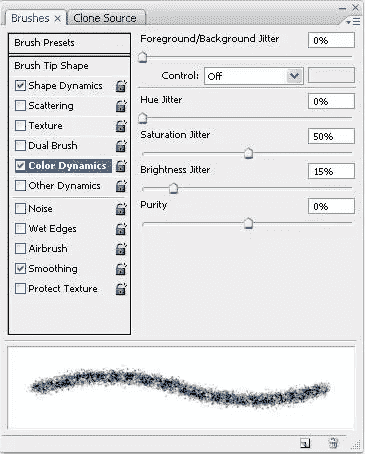 Brushes × Clone Source
Brush Presets
Brush Tip Shape
Shape Dynamics
Scattering
Texture
Dual Brush
Color Dynamics
Other Dynamics
Noise
Wet Edges
Airbrush
Smoothing
Protect Texture
Foreground/Background Jitter 0%
Control: Off
Hue Jitter 0%
Saturation Jitter 50%
Brightness Jitter 15%
Purity 0%